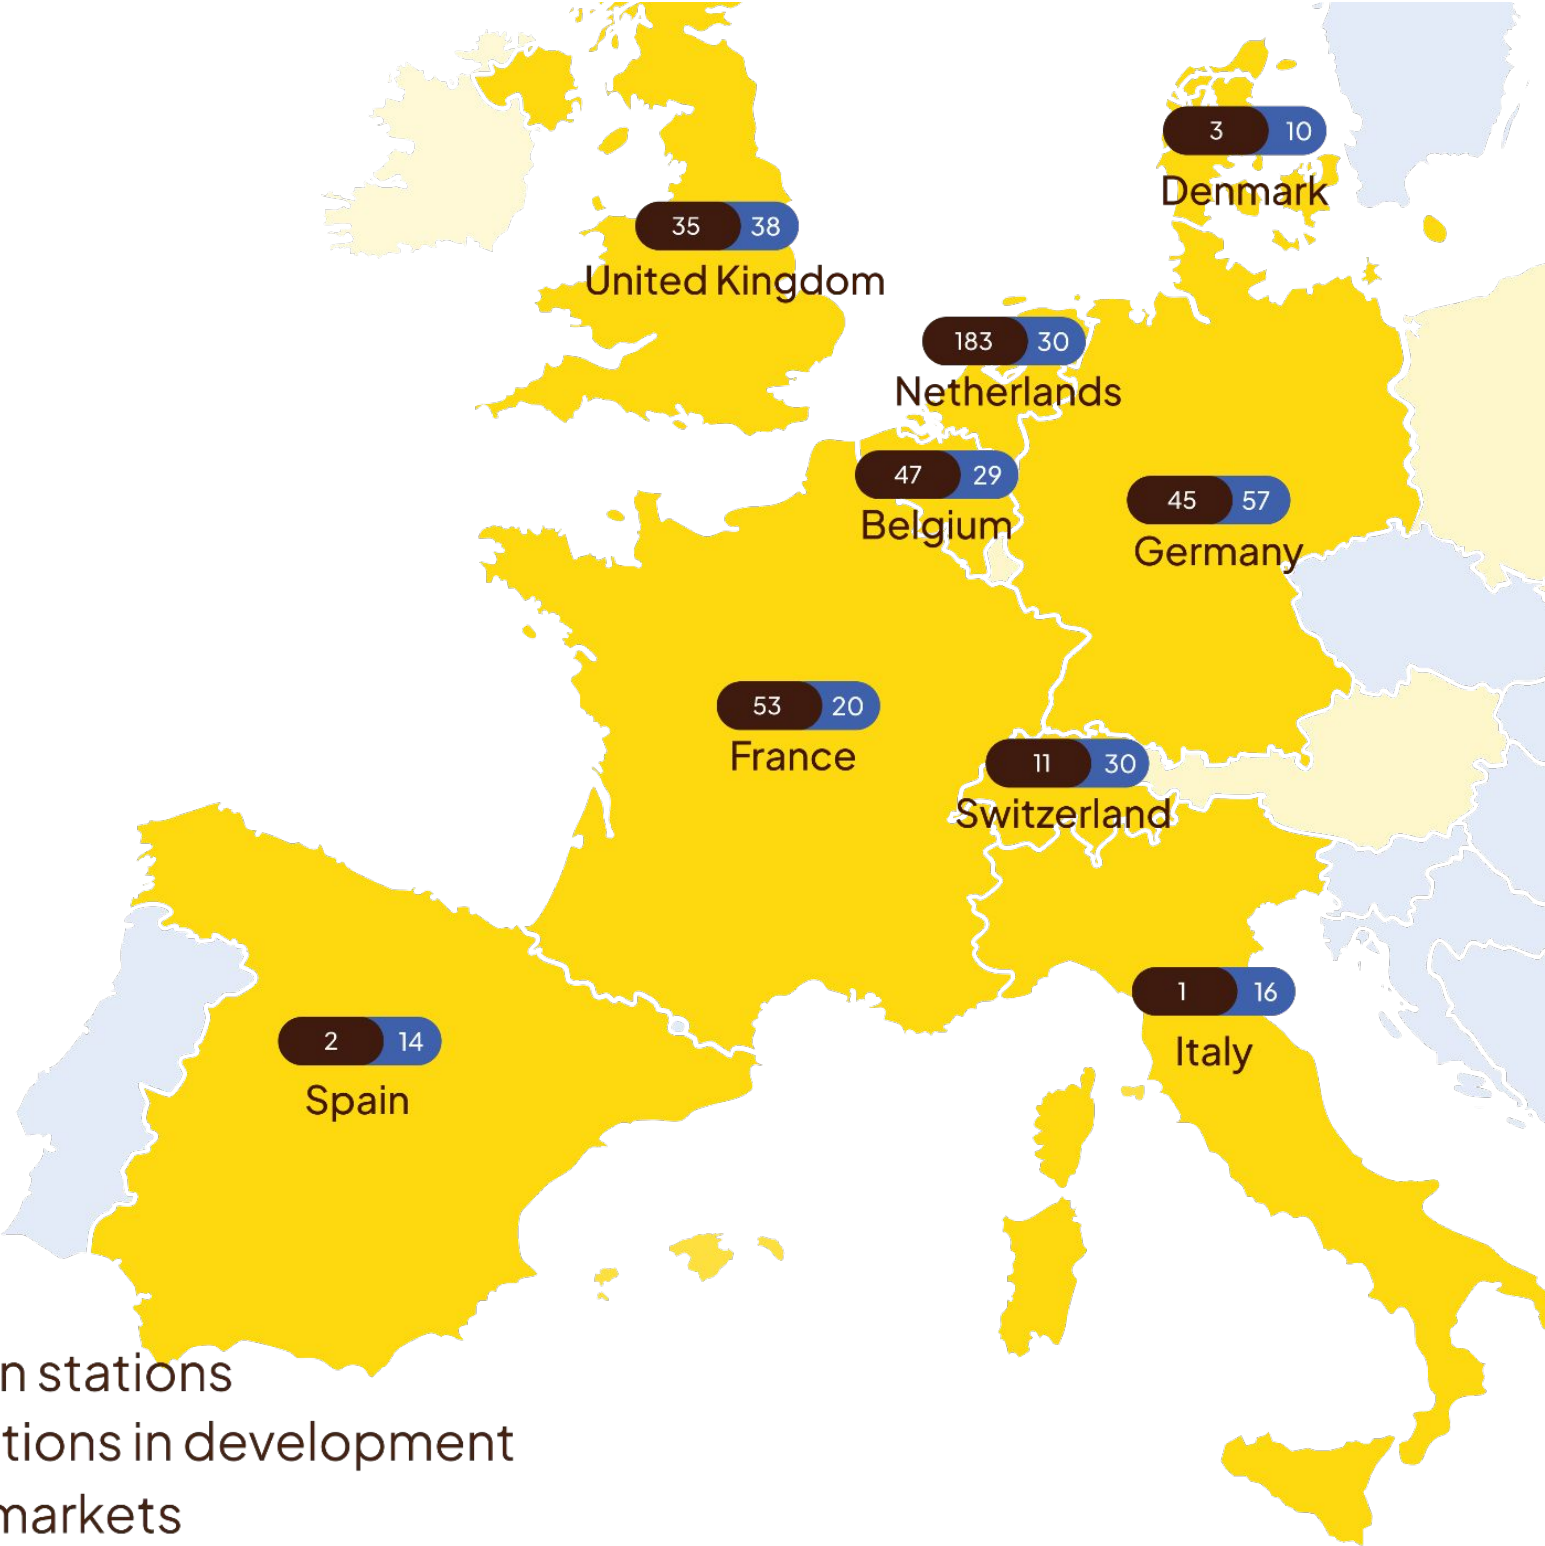 3 10
Denmark
35 38
United Kingdom
183 30
Netherlands
47 29
Belgium
45 57
Germany
53 20
France
11 30
Switzerland
1 16
Italy
2 14
Spain
n stations
tions in development
markets